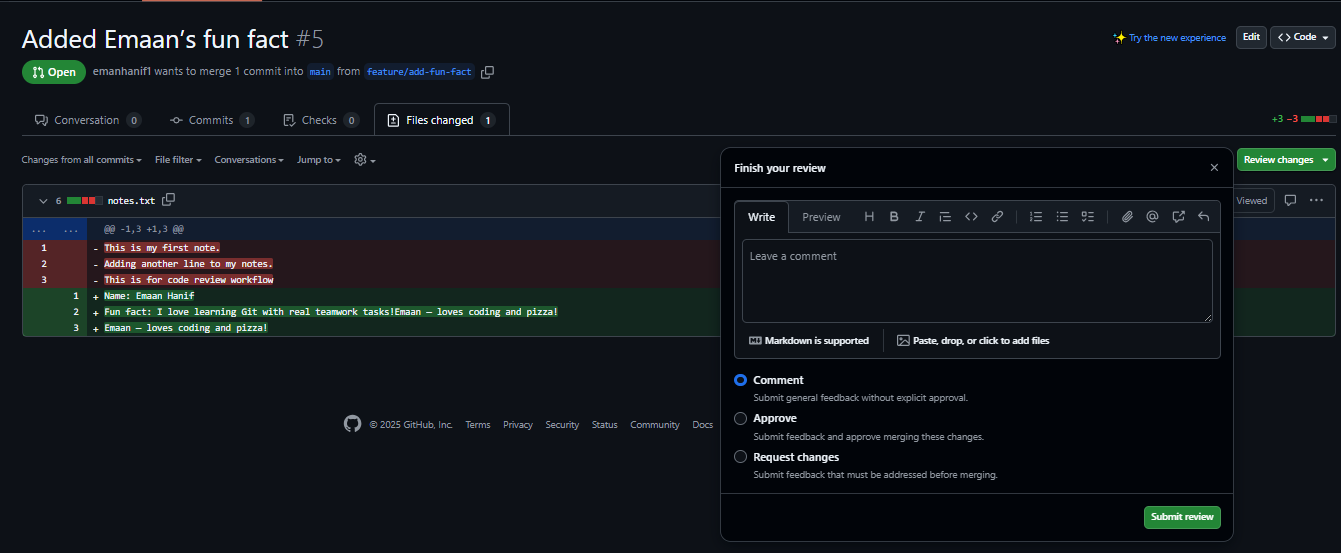 Added Emaan’s fun fact #5
✨ Try the new experience Edit <> Code
Open emanhanif1 wants to merge 1 commit into main from feature/add-fun-fact
Conversation 0 Commits 1 Checks 0 Files changed 1 +3 −3
Changes from all commits File filter Conversations Jump to
Review changes
6 notes.txt Viewed
... ... @@ -1,3 +1,3 @@
1 - This is my first note.
2 - Adding another line to my notes.
3 - This is for code review workflow
1 + Name: Emaan Hanif
2 + Fun fact: I love learning Git with real teamwork tasks!Emaan – loves coding and pizza!
3 + Emaan – loves coding and pizza!
Finish your review
Write Preview H B I
Leave a comment
Markdown is supported Paste, drop, or click to add files
Comment
Submit general feedback without explicit approval.
Approve
Submit feedback and approve merging these changes.
Request changes
Submit feedback that must be addressed before merging.
Submit review
© 2025 GitHub, Inc. Terms Privacy Security Status Community Docs